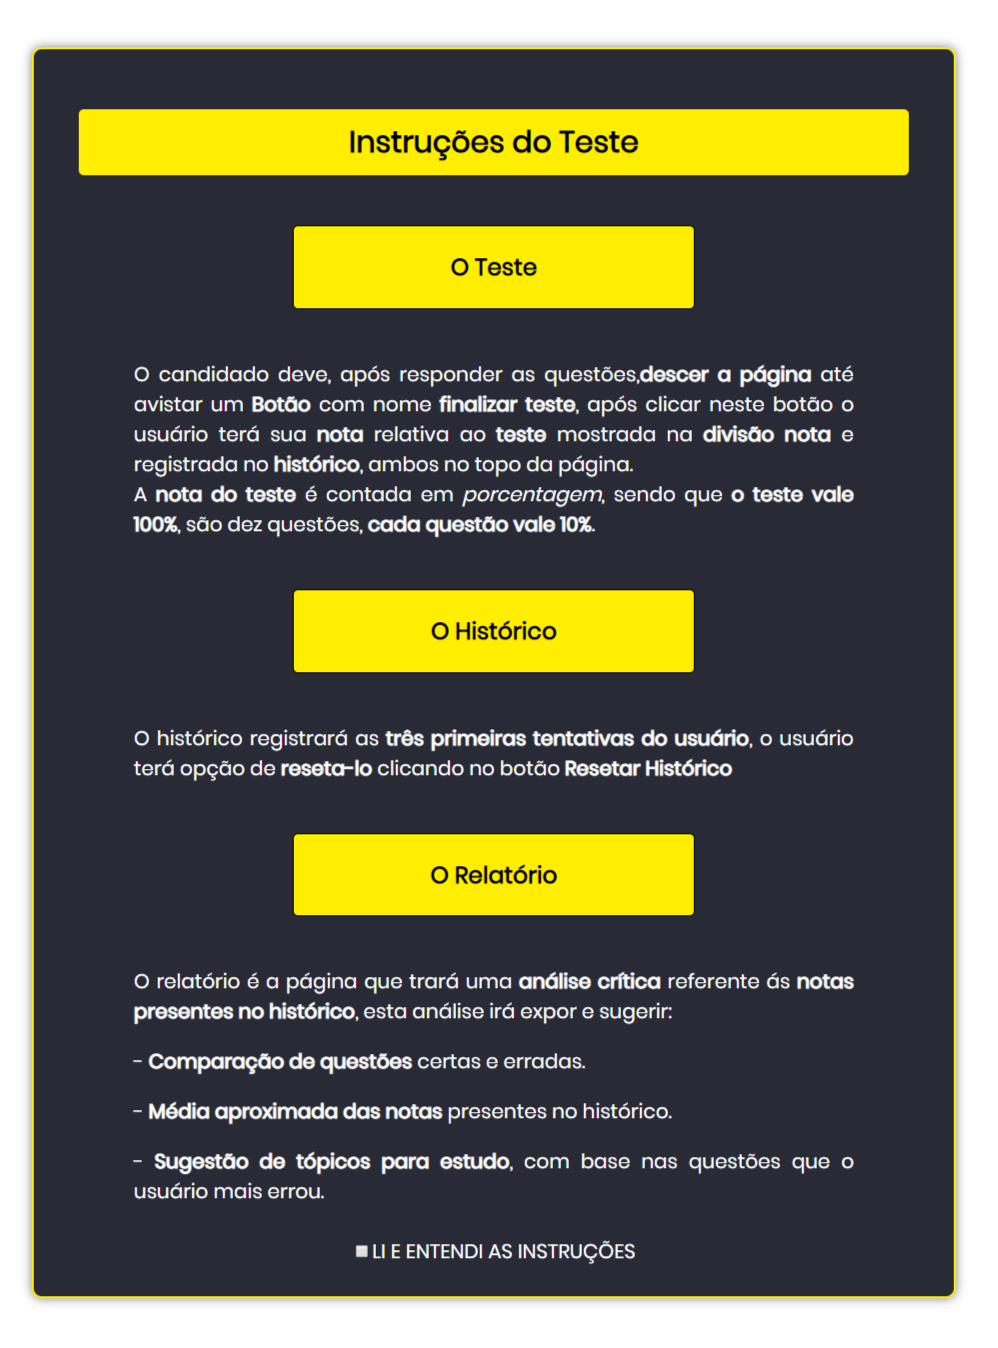 Instruções do Teste
O Teste
O candidado deve, após responder as questões,descer a página até
avistar um Botão com nome finalizar teste, após clicar neste botão o
usuário terá sua nota relativa ao teste mostrada na divisão nota e
registrada no histórico, ambos no topo da página.
A nota do teste é contada em porcentagem, sendo que o teste vale
100%, são dez questões, cada questão vale 10%.
O Histórico
O histórico registrará as três primeiras tentativas do usuário, o usuário
terá opção de reseta-lo clicando no botão Resetar Histórico
O Relatório
O relatório é a página que trará uma análise crítica referente ás notas
presentes no histórico, esta análise irá expor e sugerir:
- Comparação de questões certas e erradas.
- Média aproximada das notas presentes no histórico.
- Sugestão de tópicos para estudo, com base nas questões que o
usuário mais errou.
LI E ENTENDI AS INSTRUÇÕES